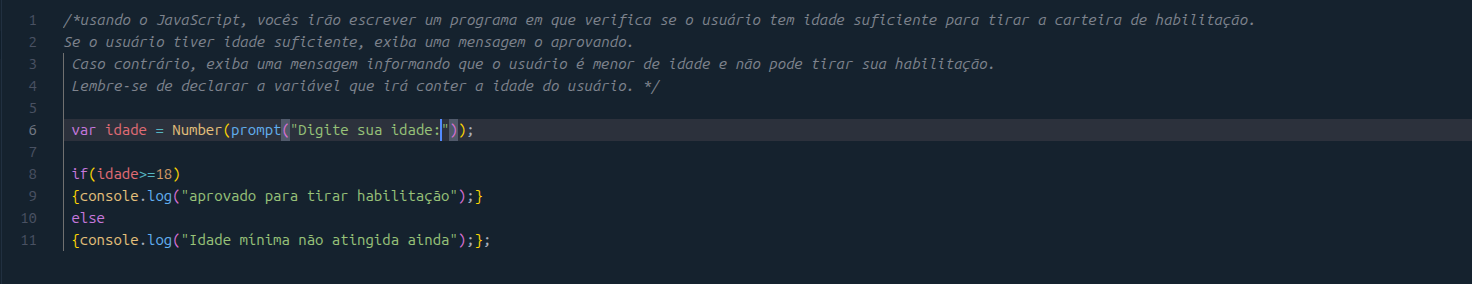 1 /*usando o JavaScript, vocês irão escrever um programa em que verifica se o usuário tem idade suficiente para tirar a carteira de habilitação.
2 Se o usuário tiver idade suficiente, exiba uma mensagem o aprovando.
3 Caso contrário, exiba uma mensagem informando que o usuário é menor de idade e não pode tirar sua habilitação.
4 Lembre-se de declarar a variável que irá conter a idade do usuário. */
5
6 var idade = Number(prompt("Digite sua idade:"));
7
8 if(idade>=18)
9 {console.log("aprovado para tirar habilitação");}
10 else
11 {console.log("Idade mínima não atingida ainda");};